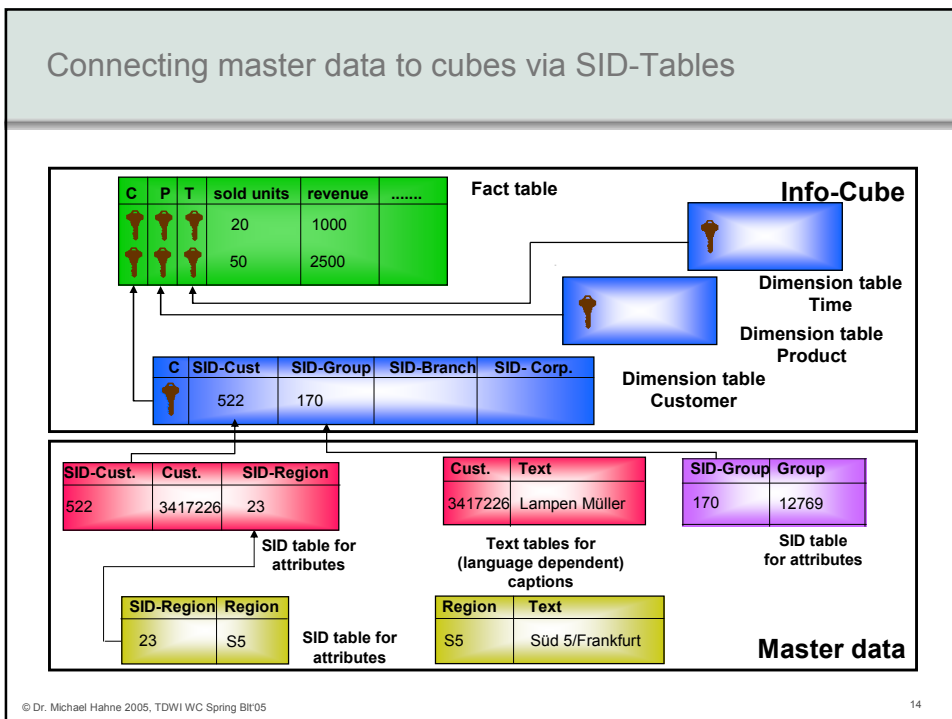 Connecting master data to cubes via SID-Tables
Info-Cube
Fact table
C P T sold units revenue .......
20 1000
50 2500
Dimension table
Time
Dimension table
Product
C SID-Cust SID-Group SID-Branch SID- Corp.
522 170
Dimension table
Customer
SID-Cust. Cust. SID-Region
522 3417226 23
SID table for
attributes
Cust. Text
3417226 Lampen Müller
Text tables for
(language dependent)
captions
SID-Group Group
170 12769
SID table
for attributes
SID-Region Region
23 S5
SID table for
attributes
Region Text
S5 Süd 5/Frankfurt
Master data
© Dr. Michael Hahne 2005, TDWI WC Spring Blt'05
14